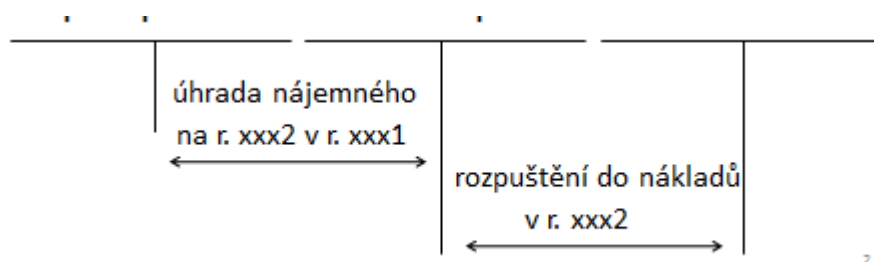 úhrada nájemného
na r. xxx2 v r. xxx1
rozpuštění do nákladů
v r. xxx2